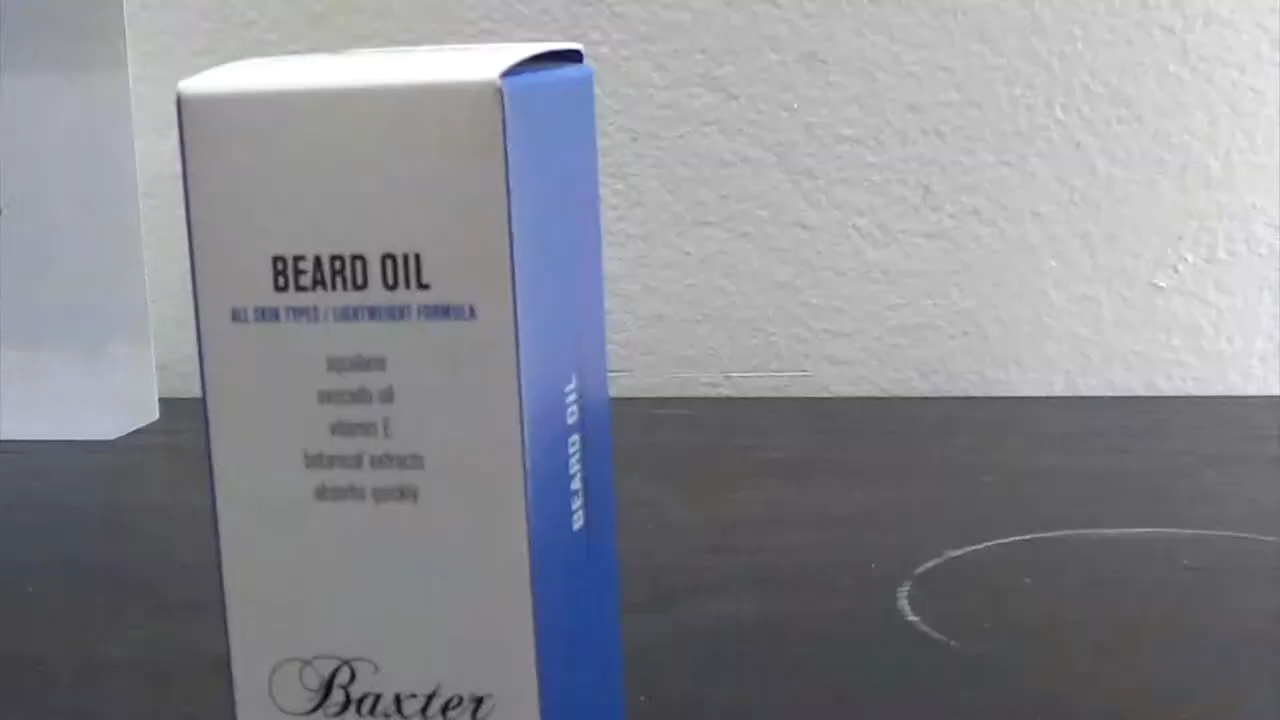 BEARD OIL
ALL SKIN TYPES / LIGHTWEIGHT FORMULA
squalane
avocado oil
vitamin E
botanical extracts
absorbs quickly
Baxter
BEARD OIL